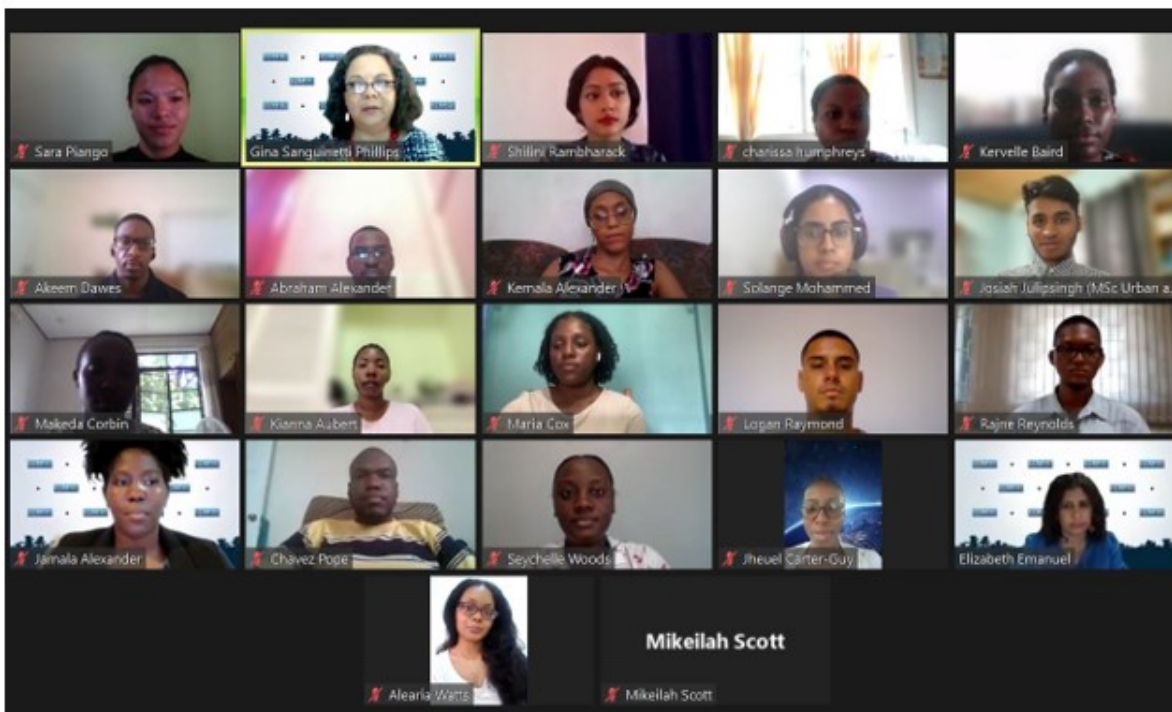 Sara Piango
Gina Sanguinetti Phillips
Shilini Rambharack
charissa humphreys
Kervelle Baird
Akeem Dawes
Abraham Alexander
Kemala Alexander
Solange Mohammed
Josiah Julipsingh (MSc Urban a...
Makeda Corbin
Kianna Aubert
Maria Cox
Logan Raymond
Rajne Reynolds
Jamala Alexander
Chavez Pope
Seychelle Woods
Jheuel Carter-Guy
Elizabeth Emanuel
Alearia Watts
Mikeilah Scott
Mikeilah Scott